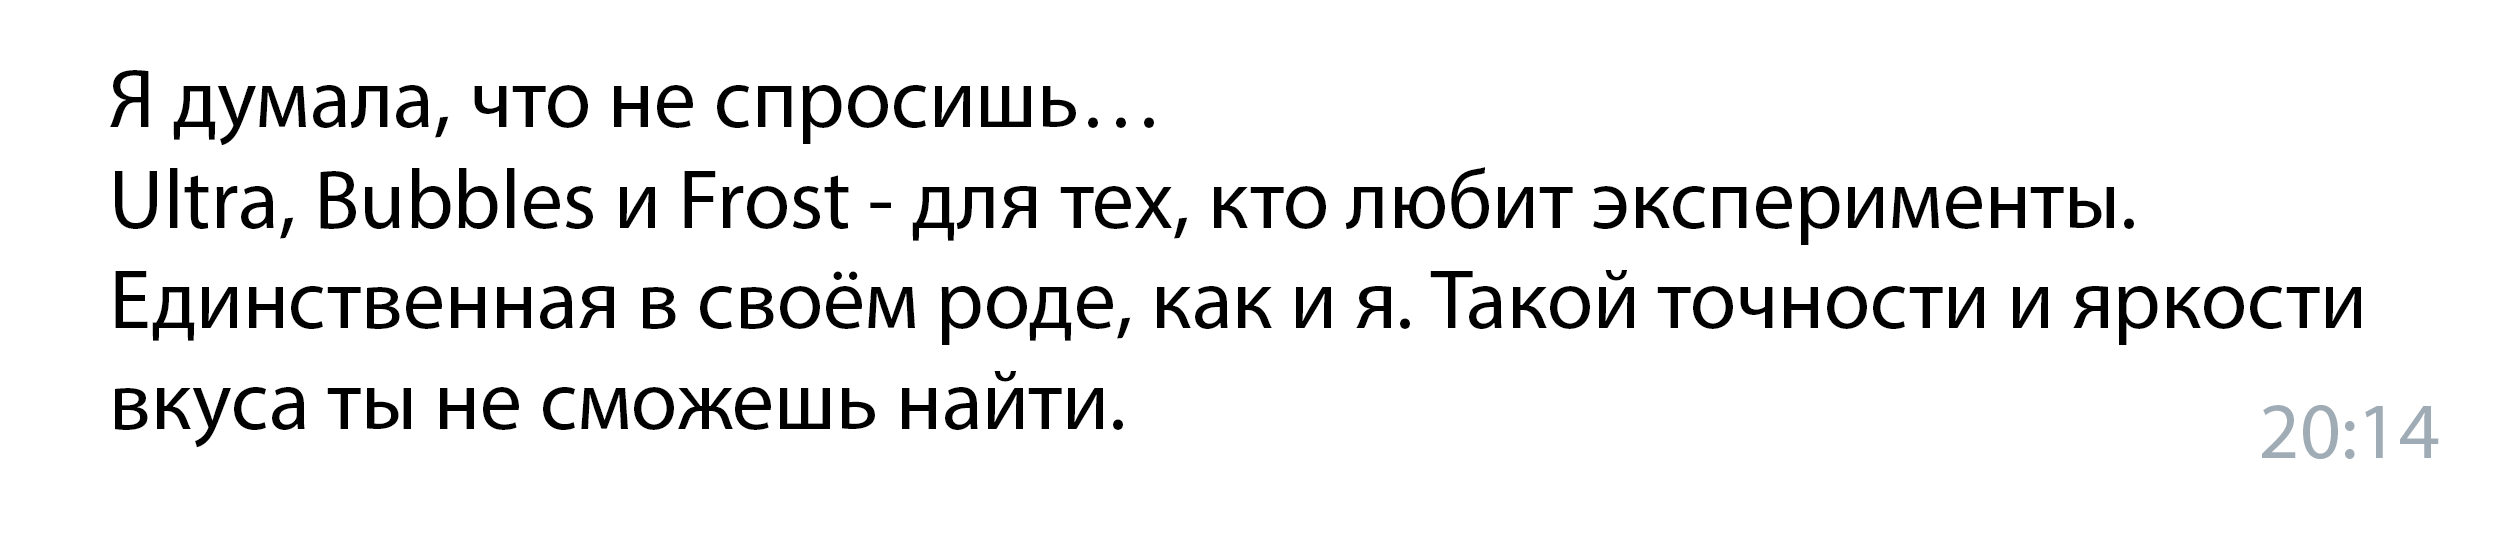 Я думала, что не спросишь...
Ultra, Bubbles и Frost - для тех, кто любит эксперименты.
Единственная в своём роде, как и я. Такой точности и яркости
вкуса ты не сможешь найти.
20:14